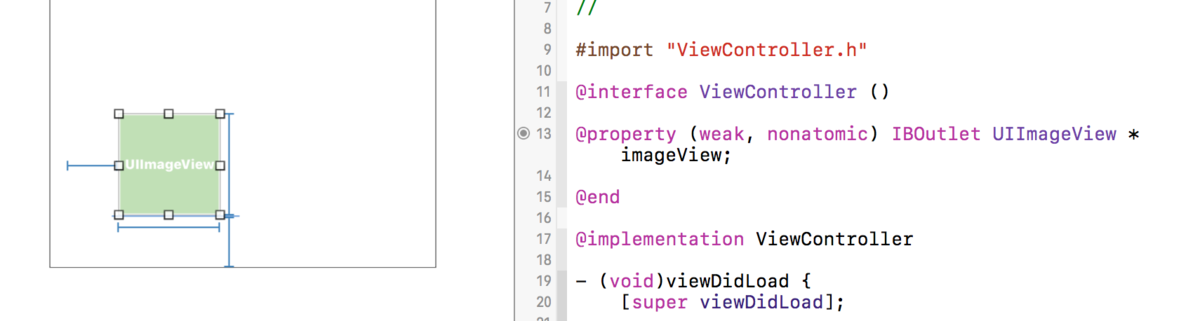 UIImageView
7 //
8
9 #import "ViewController.h"
10
11 @interface ViewController ()
12
13 @property (weak, nonatomic) IBOutlet UIImageView *
imageView;
14
15 @end
16
17 @implementation ViewController
18
19 - (void)viewDidLoad {
20 [super viewDidLoad];